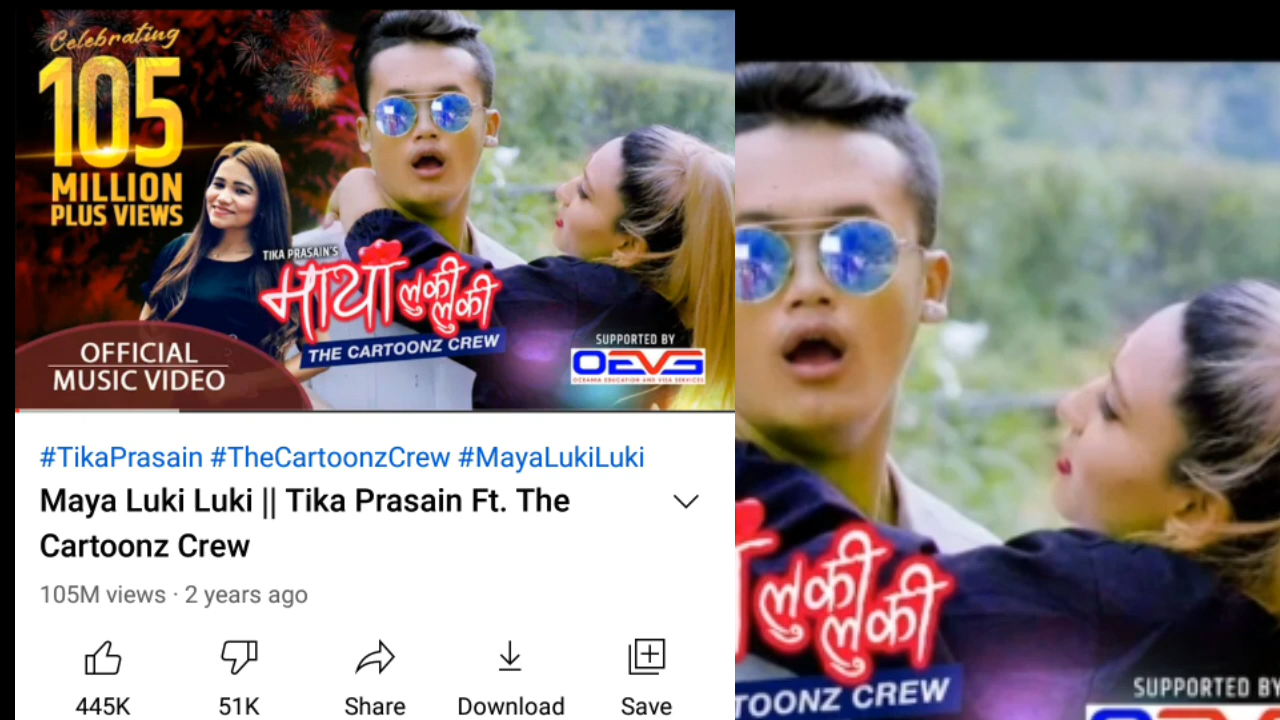 Celebrating
105
MILLION
PLUS VIEWS
TIKA PRASAIN'S
माया लुकी लुकी
THE CARTOONZ CREW
OFFICIAL
MUSIC VIDEO
SUPPORTED BY
OEVS
OCEANIA EDUCATION AND VISA SERVICES
#TikaPrasain #TheCartoonzCrew #MayaLukiLuki
Maya Luki Luki || Tika Prasain Ft. The
Cartoonz Crew
105M views · 2 years ago
445K 51K Share Download Save
लुकी
लुकी
TOONZ CREW
SUPPORTED BY